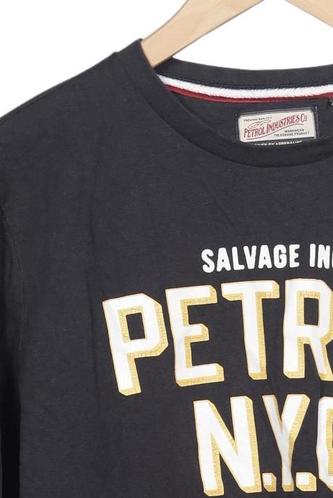 PETROL INDUSTRIES Co
SALVAGE IN
PETR
N.Y.